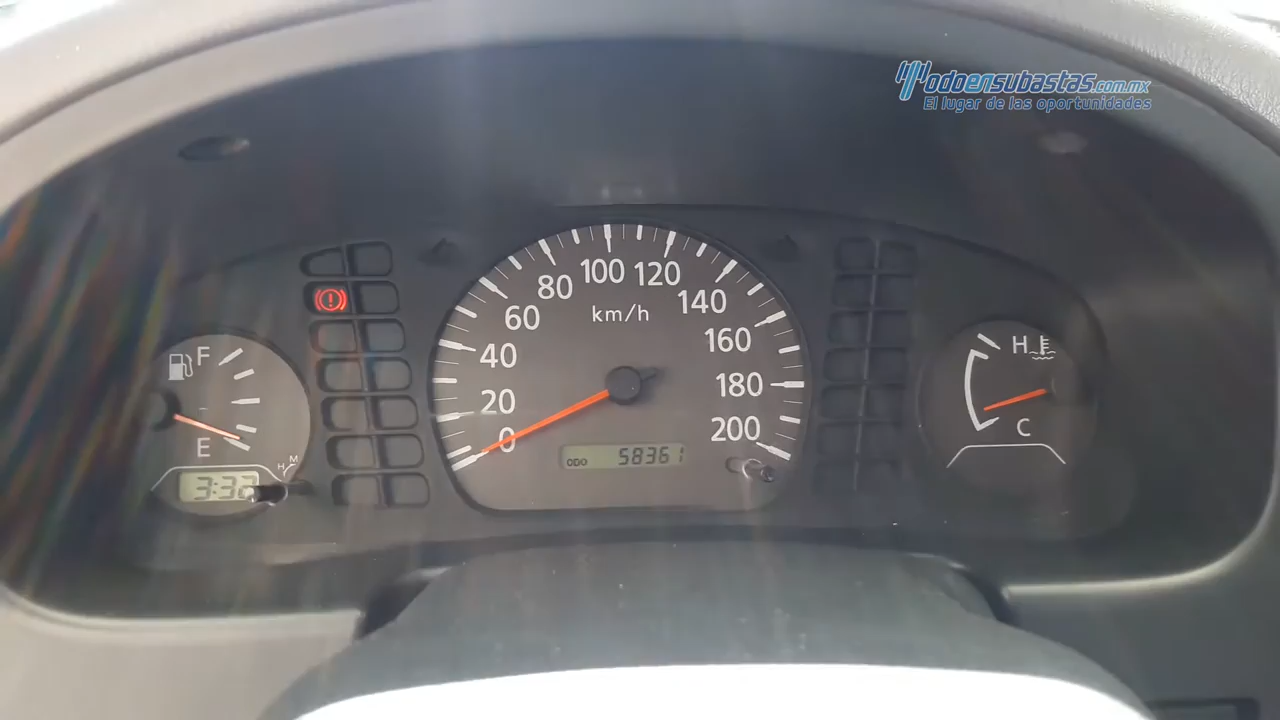 Todoensubastas.com.mx
El lugar de las oportunidades
0
20
40
60
80
100
120
140
160
180
200
km/h
ODO 58361
F
E
H
M
3:32
H
C